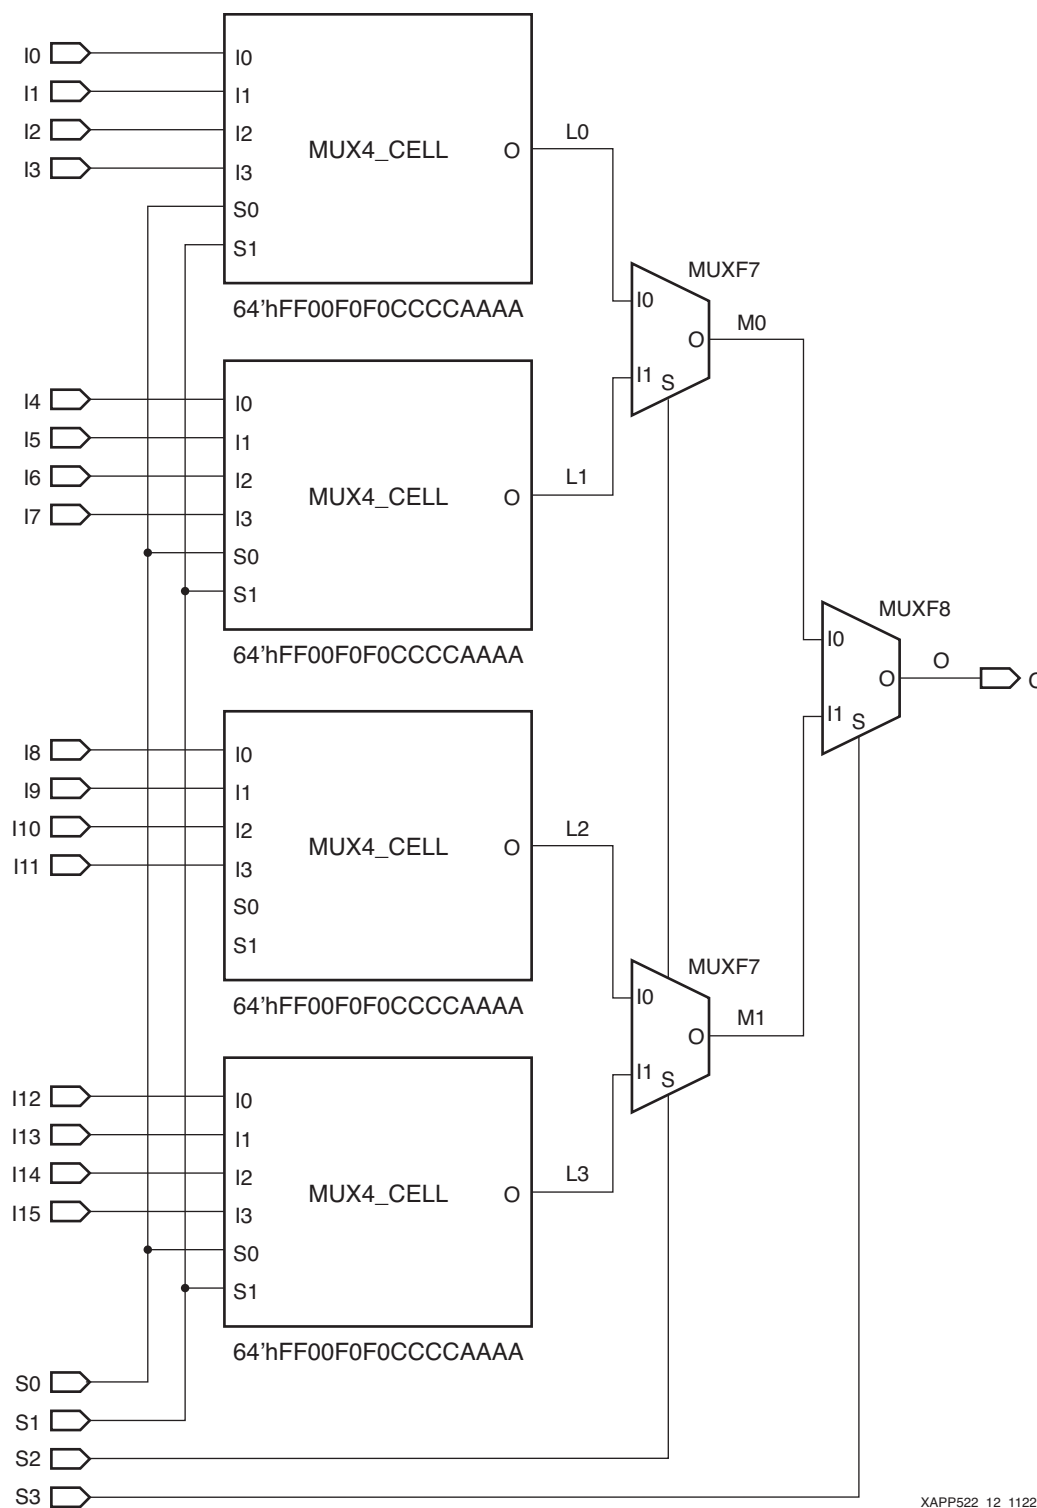 I0
I1
I2
I3
I0
I1
I2
I3
S0
S1
MUX4_CELL
O
L0
64'hFF00F0F0CCCCAAAA
MUXF7
I0
I1
S
O
M0
I4
I5
I6
I7
I0
I1
I2
I3
S0
S1
MUX4_CELL
O
L1
64'hFF00F0F0CCCCAAAA
MUXF8
I0
I1
S
O
O
I8
I9
I10
I11
I0
I1
I2
I3
S0
S1
MUX4_CELL
O
L2
64'hFF00F0F0CCCCAAAA
MUXF7
I0
I1
S
O
M1
I12
I13
I14
I15
I0
I1
I2
I3
S0
S1
MUX4_CELL
O
L3
64'hFF00F0F0CCCCAAAA
S0
S1
S2
S3
XAPP522_12_1122